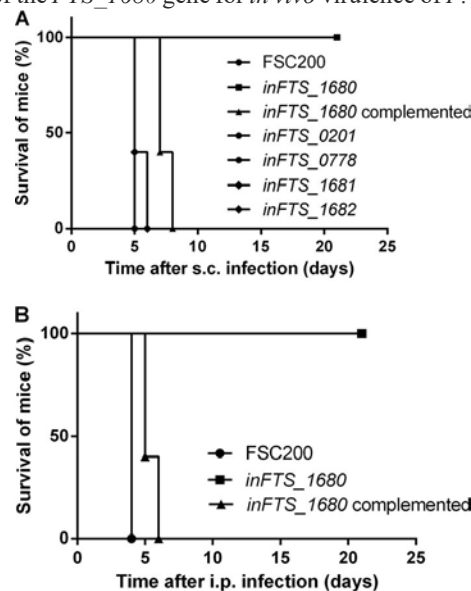 the FTS_1680 gene for in vivo virulence of F.
A
100
50
0
0 5 10 15 20 25
Survival of mice (%)
Time after s.c. infection (days)
FSC200
inFTS_1680
inFTS_1680 complemented
inFTS_0201
inFTS_0778
inFTS_1681
inFTS_1682
B
100
50
0
0 5 10 15 20 25
Survival of mice (%)
Time after i.p. infection (days)
FSC200
inFTS_1680
inFTS_1680 complemented